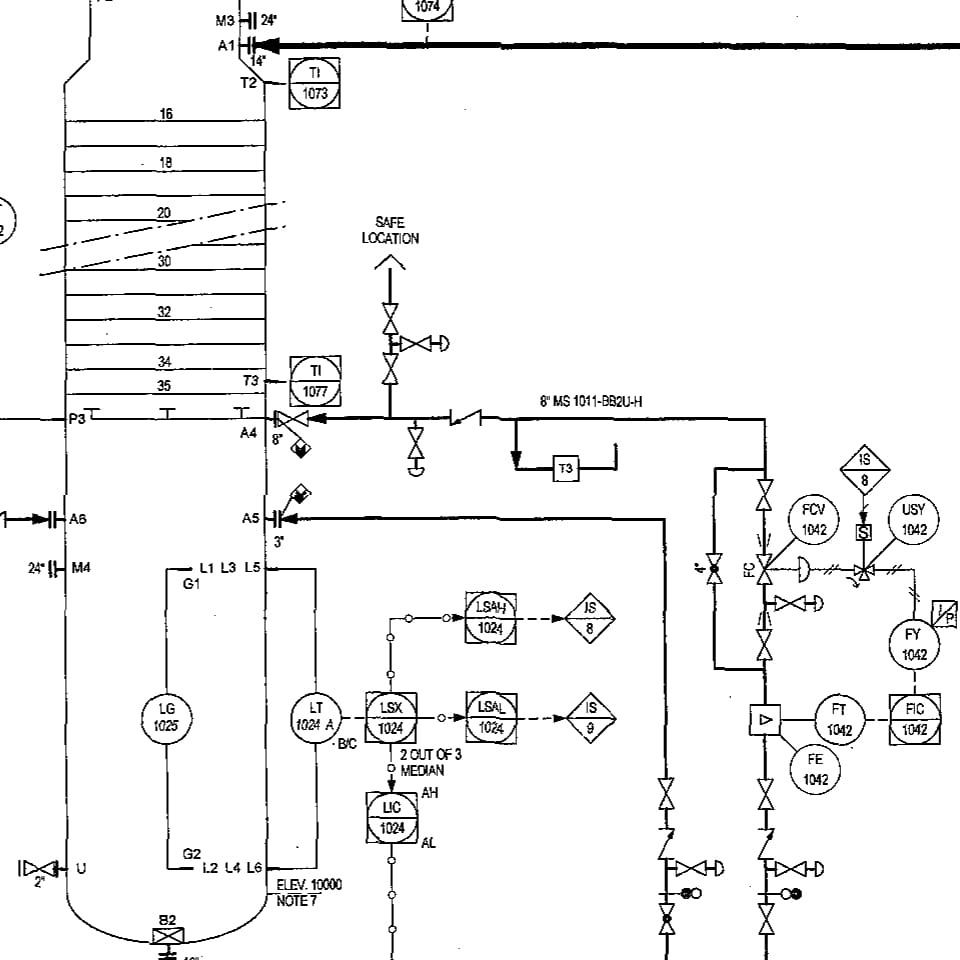 1074
M3 24"
A1
14"
T2
TI
1073
16
18
20
30
32
34
35
SAFE
LOCATION
T3
TI
1077
P3
A4
8"
8" MS 1011-BB2U-H
T3
IS
8
FCV
1042
USY
1042
S
A6
A5
3"
24" M4
L1 L3 L5
G1
4"
FC
LSAH
1024
IS
8
FY
1042
I/P
LG
1025
LT
1024 A
B/C
LSX
1024
LSAL
1024
IS
9
FT
1042
FIC
1042
FE
1042
2 OUT OF 3
MEDIAN
AH
LIC
1024
AL
G2
L2 L4 L6
U
2"
ELEV. 10000
NOTE 7
B2